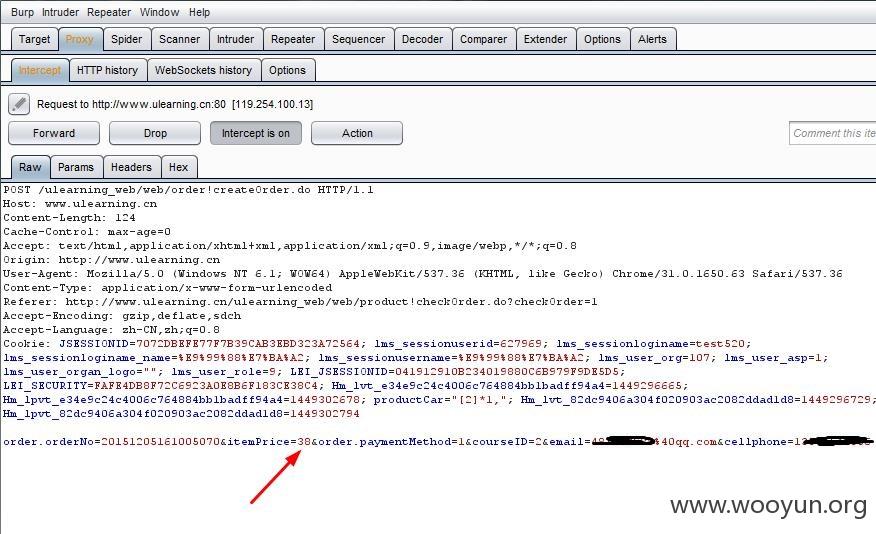 Burp Intruder Repeater Window Help
Target Proxy Spider Scanner Intruder Repeater Sequencer Decoder Comparer Extender Options Alerts
Intercept HTTP history WebSockets history Options
Request to http://www.ulearning.cn:80 [119.254.100.13]
Forward Drop Intercept is on Action Comment this ite
Raw Params Headers Hex
POST /ulearning_web/web/order!createOrder.do HTTP/1.1
Host: www.ulearning.cn
Content-Length: 124
Cache-Control: max-age=0
Accept: text/html,application/xhtml+xml,application/xml;q=0.9,image/webp,*/*;q=0.8
Origin: http://www.ulearning.cn
User-Agent: Mozilla/5.0 (Windows NT 6.1; WOW64) AppleWebKit/537.36 (KHTML, like Gecko) Chrome/31.0.1650.63 Safari/537.36
Content-Type: application/x-www-form-urlencoded
Referer: http://www.ulearning.cn/ulearning_web/web/product!checkOrder.do?checkOrder=1
Accept-Encoding: gzip,deflate,sdch
Accept-Language: zh-CN,zh;q=0.8
Cookie: JSESSIONID=7072DBEFE77F7B39CAB3EBD323A72564; lms_sessionuserid=627969; lms_sessionloginname=test520;
lms_sessionloginame_name=%E9%99%88%E7%BA%A2; lms_sessionusername=%E9%99%88%E7%BA%A2; lms_user_org=107; lms_user_asp=1;
lms_user_organ_logo=""; lms_user_role=9; LEI_JSESSIONID=041912910B234019880C6B979F9DE5D5;
LEI_SECURITY=FAFE4DB8F72C6923A0E8B6F183CE38C4; Hm_lvt_e34e9c24c4006c764884bb1badff94a4=1449296665;
Hm_lpvt_e34e9c24c4006c764884bb1badff94a4=1449302678; productCar="[2]*1,"; Hm_lvt_82dc9406a304f020903ac2082ddad1d8=1449296729;
Hm_lpvt_82dc9406a304f020903ac2082ddad1d8=1449302794
order.orderNo=20151205161005070&itemPrice=38&order.paymentMethod=1&courseID=2&email=48 %40qq.com&cellphone=13
www.wooyun.org